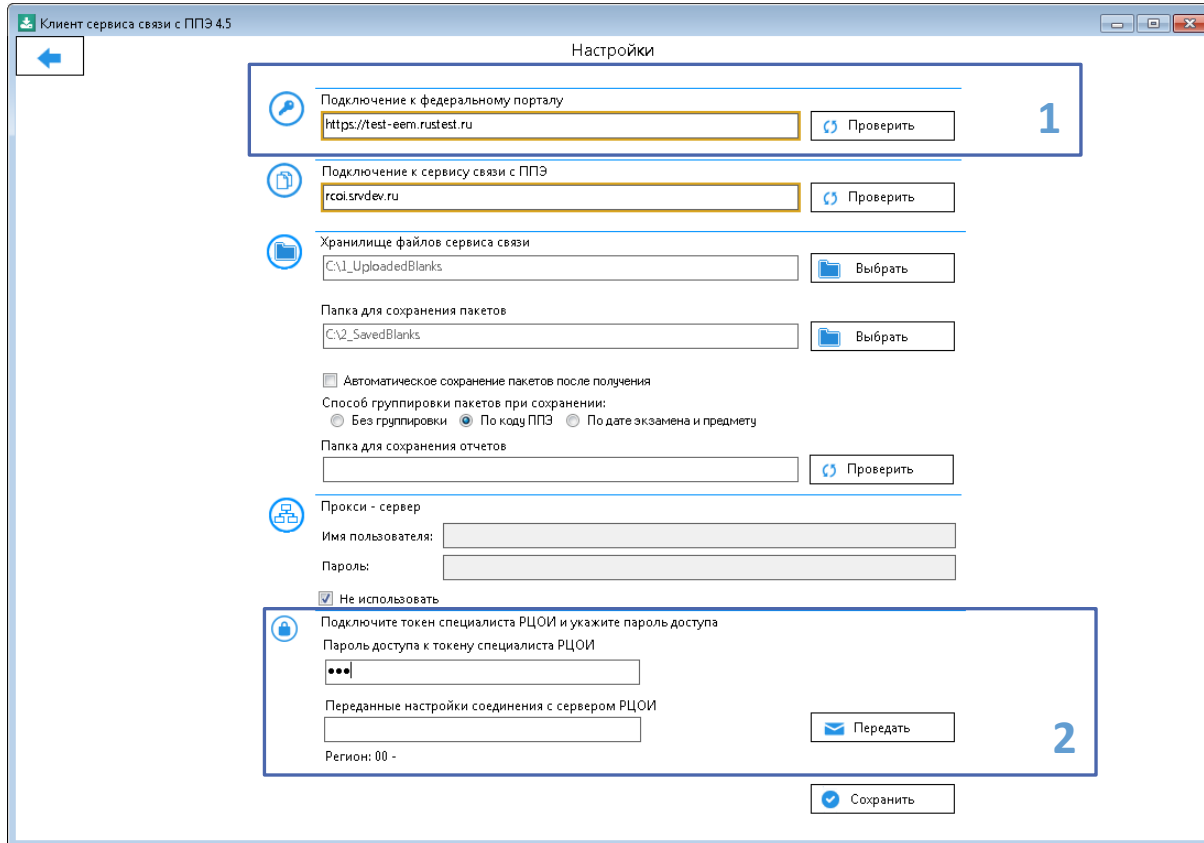 Клиент сервиса связи с ППЭ 4.5
Настройки
Подключение к федеральному порталу
https://test-eem.rustest.ru
Проверить
1
Подключение к сервису связи с ППЭ
rcoi.srvdev.ru
Проверить
Хранилище файлов сервиса связи
C:\1_UploadedBlanks
Выбрать
Папка для сохранения пакетов
C:\2_SavedBlanks
Выбрать
Автоматическое сохранение пакетов после получения
Способ группировки пакетов при сохранении:
Без группировки По коду ППЭ По дате экзамена и предмету
Папка для сохранения отчетов
Проверить
Прокси - сервер
Имя пользователя:
Пароль:
Не использовать
Подключите токен специалиста РЦОИ и укажите пароль доступа
Пароль доступа к токену специалиста РЦОИ
•••
Переданные настройки соединения с сервером РЦОИ
Передать
2
Регион: 00 -
Сохранить